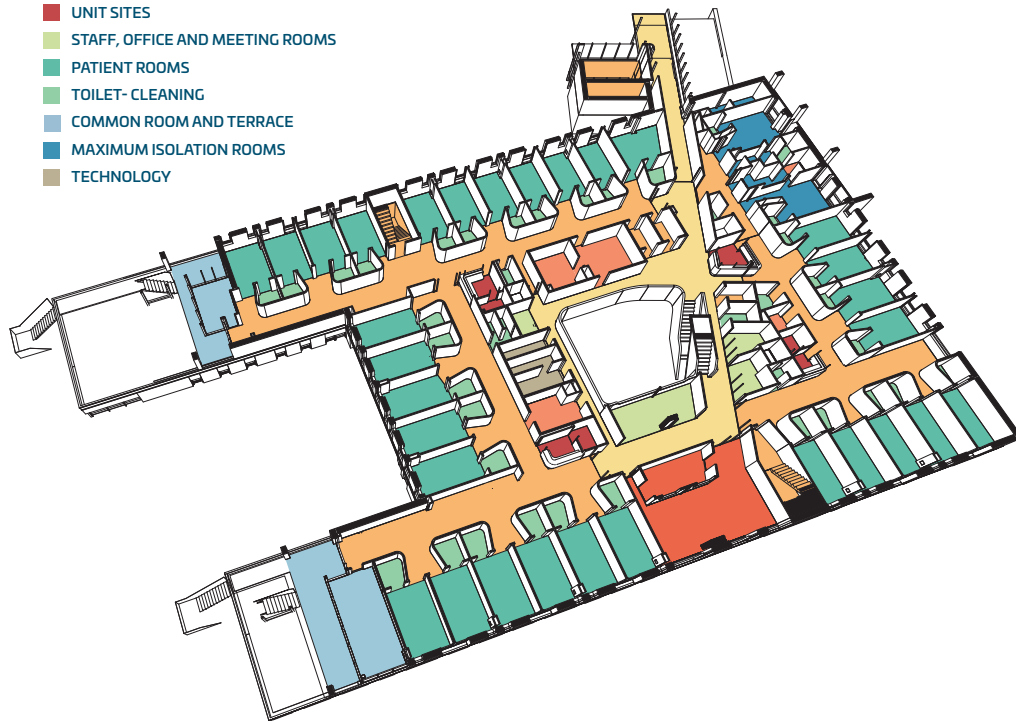 UNIT SITES
STAFF, OFFICE AND MEETING ROOMS
PATIENT ROOMS
TOILET- CLEANING
COMMON ROOM AND TERRACE
MAXIMUM ISOLATION ROOMS
TECHNOLOGY